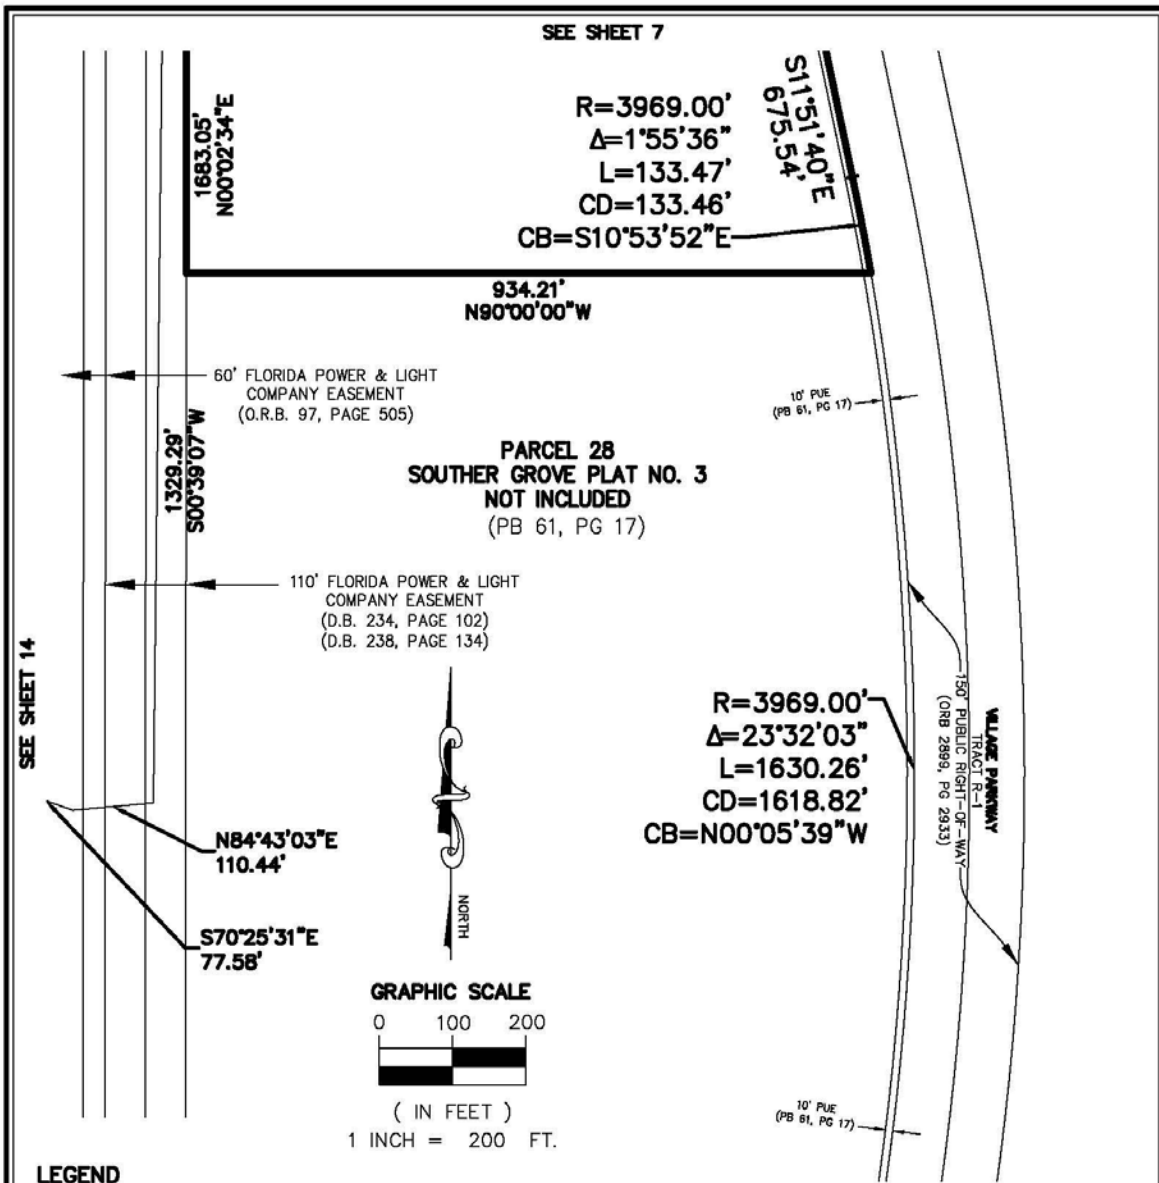 SEE SHEET 7
1683.05'
N00°02'34"E
R=3969.00'
Δ=1°55'36"
L=133.47'
CD=133.46'
CB=S10°53'52"E
S11°51'40"E
675.54'
934.21'
N90°00'00"W
60' FLORIDA POWER & LIGHT
COMPANY EASEMENT
(O.R.B. 97, PAGE 505)
10' PUE
(PB 61, PG 17)
1329.29'
S00°39'07"W
PARCEL 28
SOUTHER GROVE PLAT NO. 3
NOT INCLUDED
(PB 61, PG 17)
110' FLORIDA POWER & LIGHT
COMPANY EASEMENT
(D.B. 234, PAGE 102)
(D.B. 238, PAGE 134)
SEE SHEET 14
R=3969.00'
Δ=23°32'03"
L=1630.26'
CD=1618.82'
CB=N00°05'39"W
VILLAGE PARKWAY
TRACT R-1
150' PUBLIC RIGHT-OF-WAY
(ORB 2899, PG 2933)
N84°43'03"E
110.44'
S70°25'31"E
77.58'
NORTH
GRAPHIC SCALE
0 100 200
( IN FEET )
1 INCH = 200 FT.
10' PUE
(PB 61, PG 17)
LEGEND